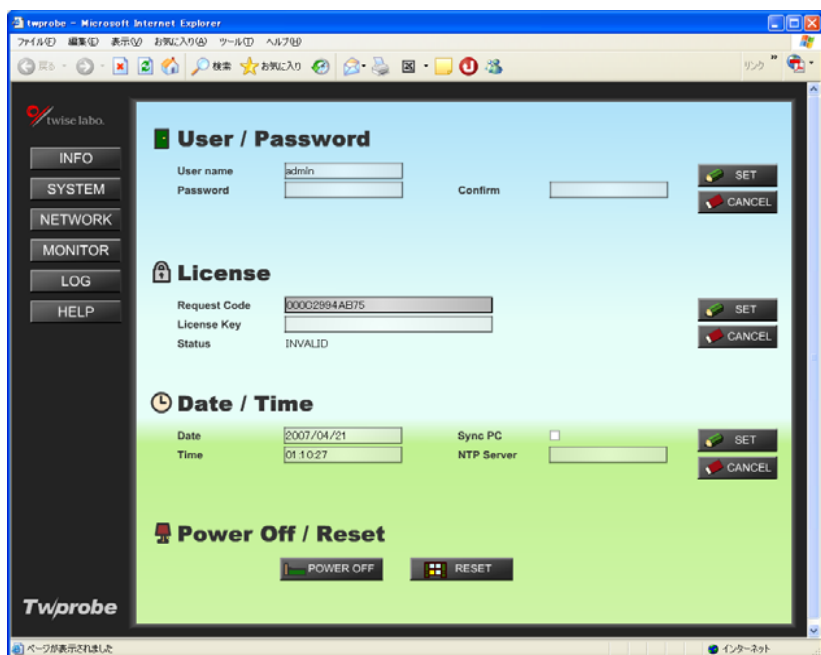 twprobe - Microsoft Internet Explorer
ファイル(F) 編集(E) 表示(V) お気に入り(A) ツール(T) ヘルプ(H)
戻る 検索 お気に入り リンク »
twise labo.
INFO
SYSTEM
NETWORK
MONITOR
LOG
HELP
Twprobe
User / Password
User name admin
Password Confirm
SET
CANCEL
License
Request Code 000C2994AB75
License Key
Status INVALID
SET
CANCEL
Date / Time
Date 2007/04/21 Sync PC
Time 01:10:27 NTP Server
SET
CANCEL
Power Off / Reset
POWER OFF RESET
ページが表示されました インターネット